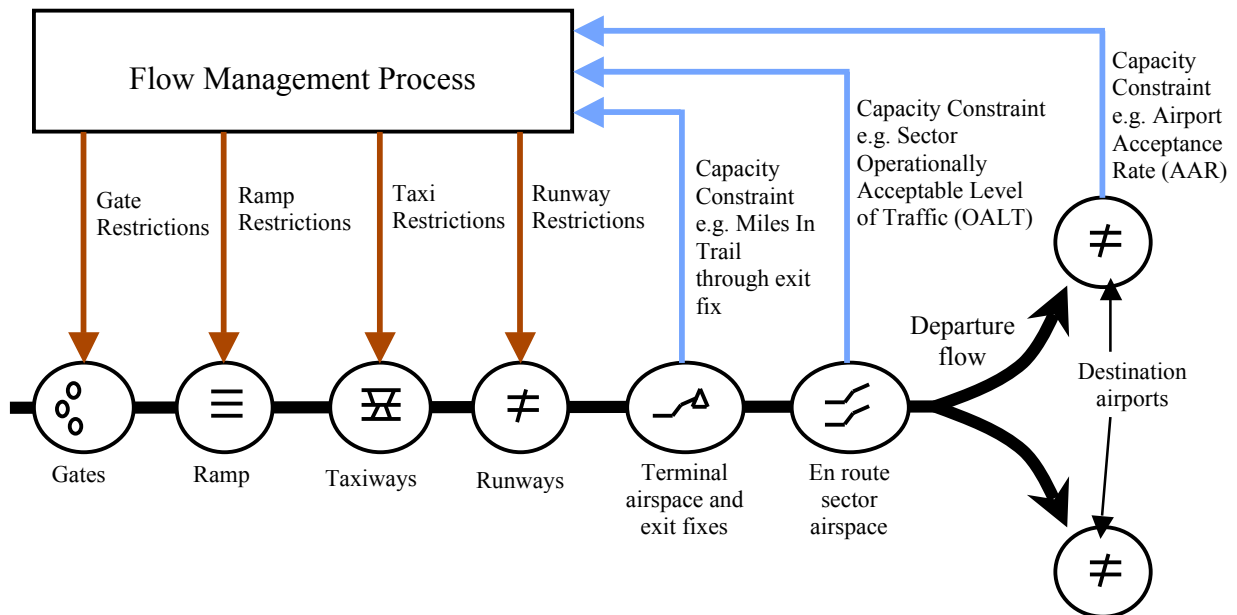 Flow Management Process
Gate
Restrictions
Ramp
Restrictions
Taxi
Restrictions
Runway
Restrictions
Capacity
Constraint
e.g. Miles In
Trail
through exit
fix
Capacity Constraint
e.g. Sector
Operationally
Acceptable Level
of Traffic (OALT)
Capacity
Constraint
e.g. Airport
Acceptance
Rate (AAR)
Departure
flow
Destination
airports
Gates
Ramp
Taxiways
Runways
Terminal
airspace and
exit fixes
En route
sector
airspace